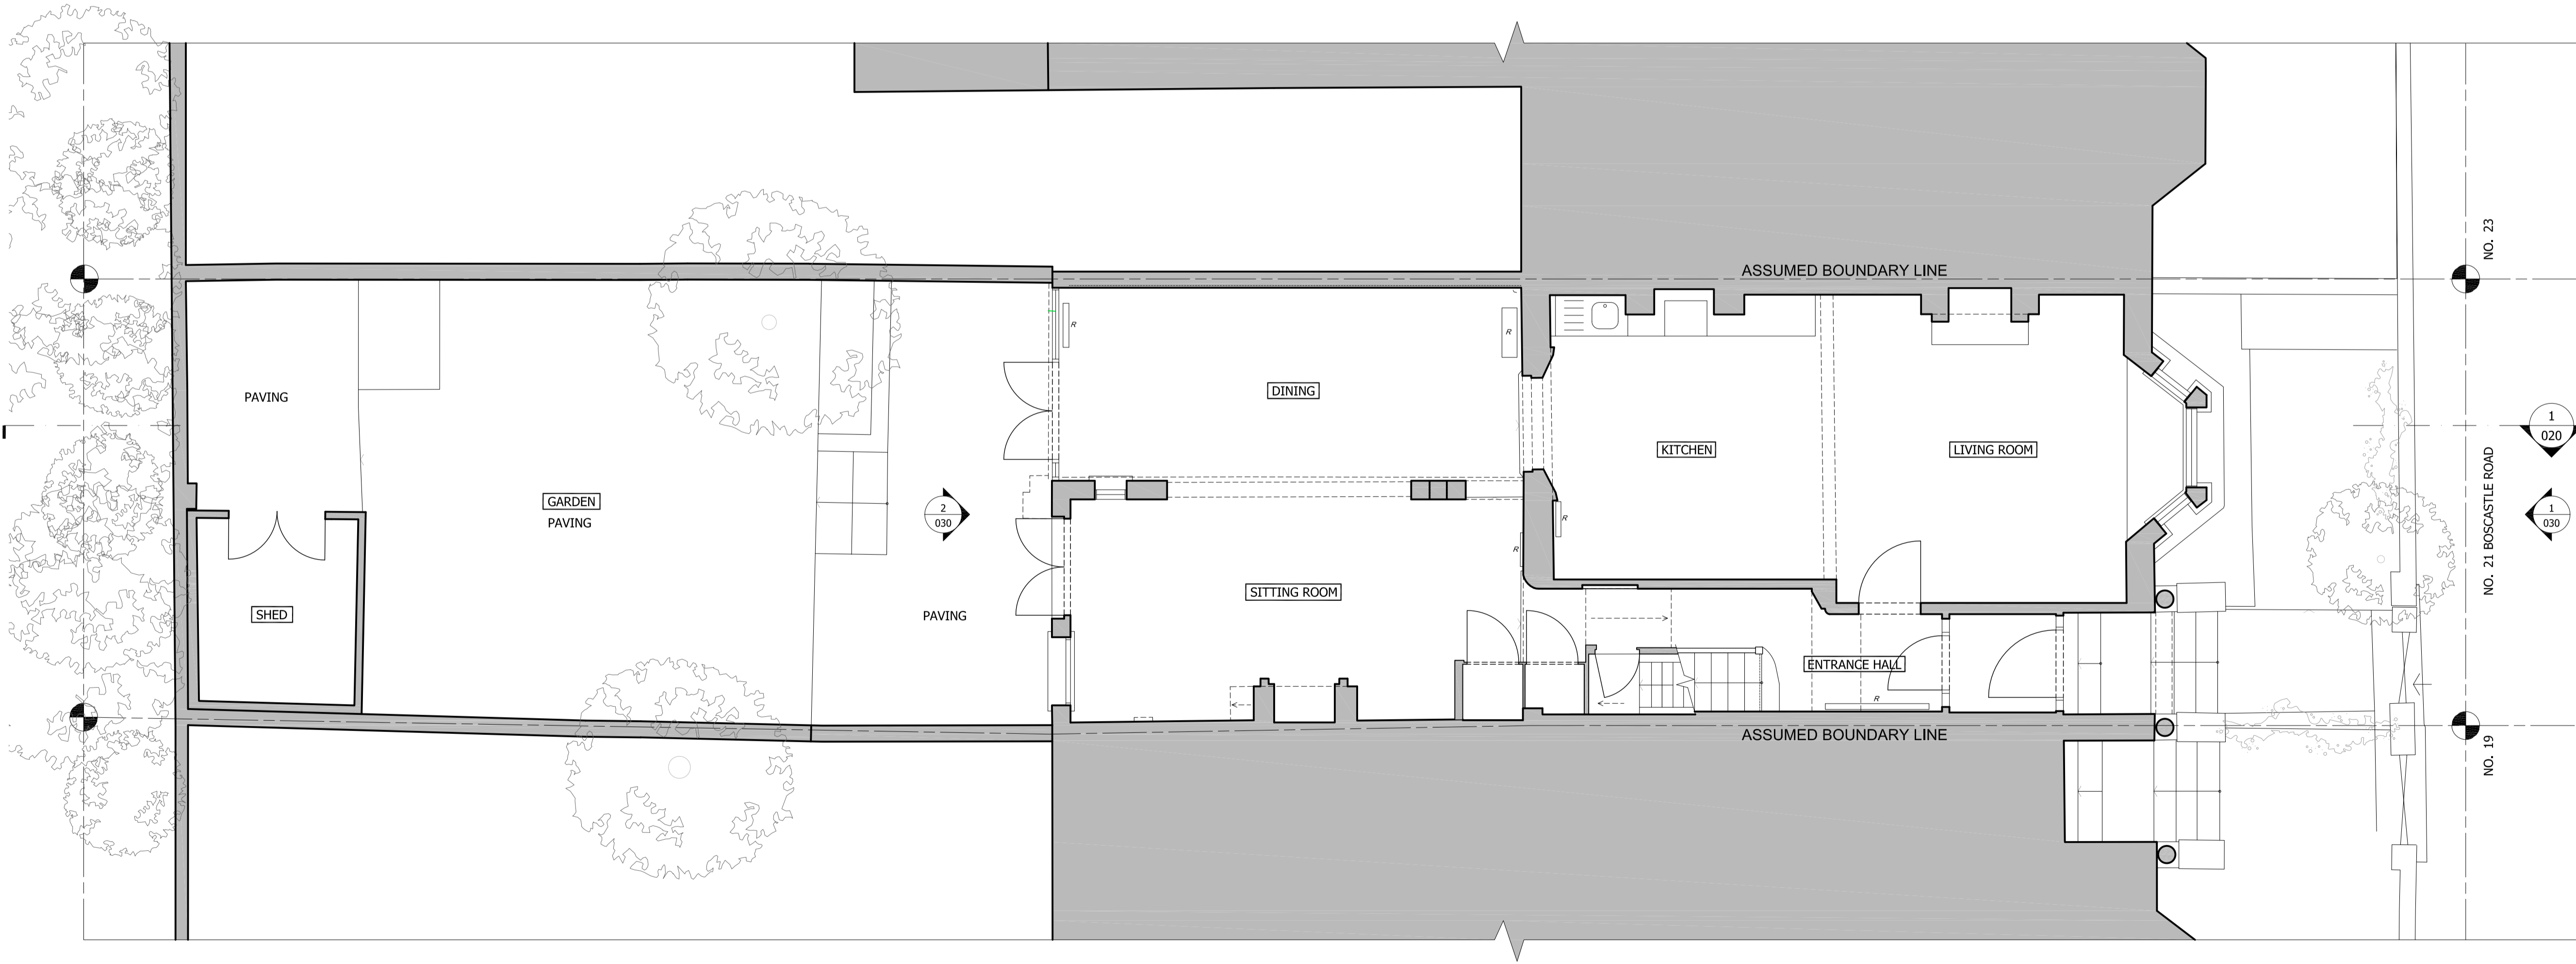 NO. 23
ASSUMED BOUNDARY LINE
R
R
DINING
PAVING
1
020
KITCHEN
LIVING ROOM
GARDEN
PAVING
2
030
R
NO. 21 BOSCASTLE ROAD
1
030
R
SITTING ROOM
SHED
PAVING
ENTRANCE HALL
R
ASSUMED BOUNDARY LINE
NO. 19